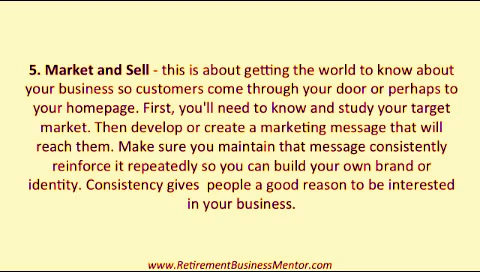 5. Market and Sell - this is about getting the world to know about
your business so customers come through your door or perhaps to
your homepage. First, you'll need to know and study your target
market. Then develop or create a marketing message that will
reach them. Make sure you maintain that message consistently
reinforce it repeatedly so you can build your own brand or
identity. Consistency gives  people a good reason to be interested
in your business.
www.RetirementBusinessMentor.com